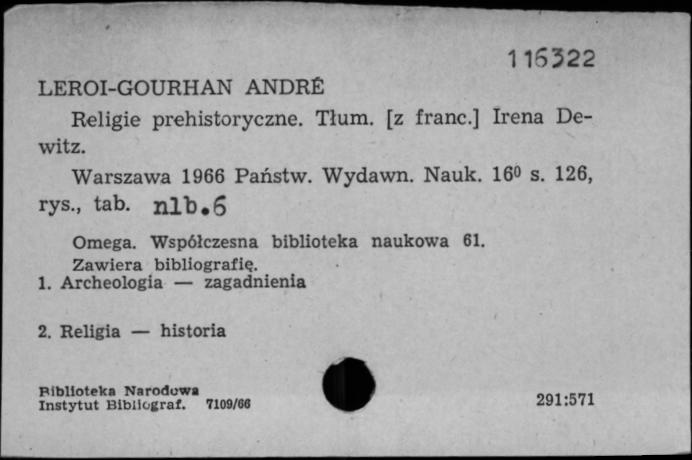 116322
LEROI-GOURHAN ANDRÉ
Religie prehistoryczne. Tłum. [z franc.] Irena De-
witz.
Warszawa 1966 Państw. Wydawn. Nauk. 16⁰ s. 126,
rys., tab. nlb.6
Omega. Współczesna biblioteka naukowa 61.
Zawiera bibliografię.
1. Archeologia — zagadnienia
2. Religia — historia
Biblioteka Narodowa
Instytut Bibliograf. 7109/66
291:571